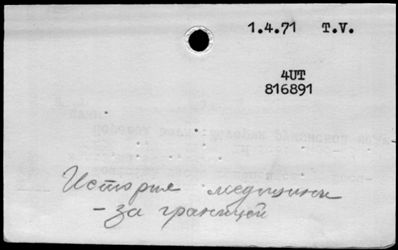 1.4.71 T.V.
4UT
816891
История медицины
- за границей